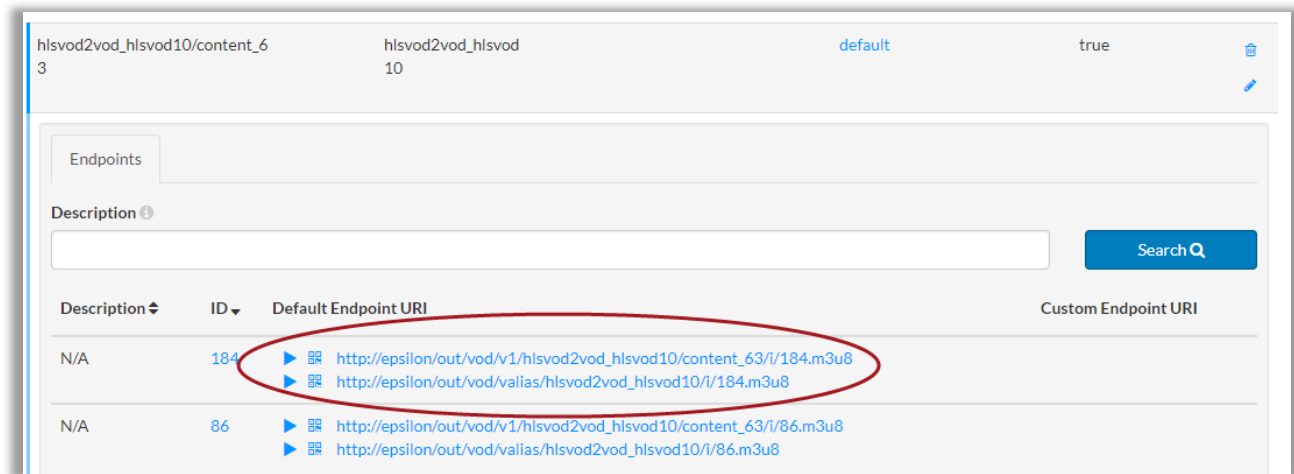 hlsvod2vod_hlsvod10/content_6 hlsvod2vod_hlsvod default true
3 10
Endpoints
Description
Search
Description ID Default Endpoint URI Custom Endpoint URI
N/A 184 http://epsilon/out/vod/v1/hlsvod2vod_hlsvod10/content_63/i/184.m3u8
http://epsilon/out/vod/valias/hlsvod2vod_hlsvod10/i/184.m3u8
N/A 86 http://epsilon/out/vod/v1/hlsvod2vod_hlsvod10/content_63/i/86.m3u8
http://epsilon/out/vod/valias/hlsvod2vod_hlsvod10/i/86.m3u8